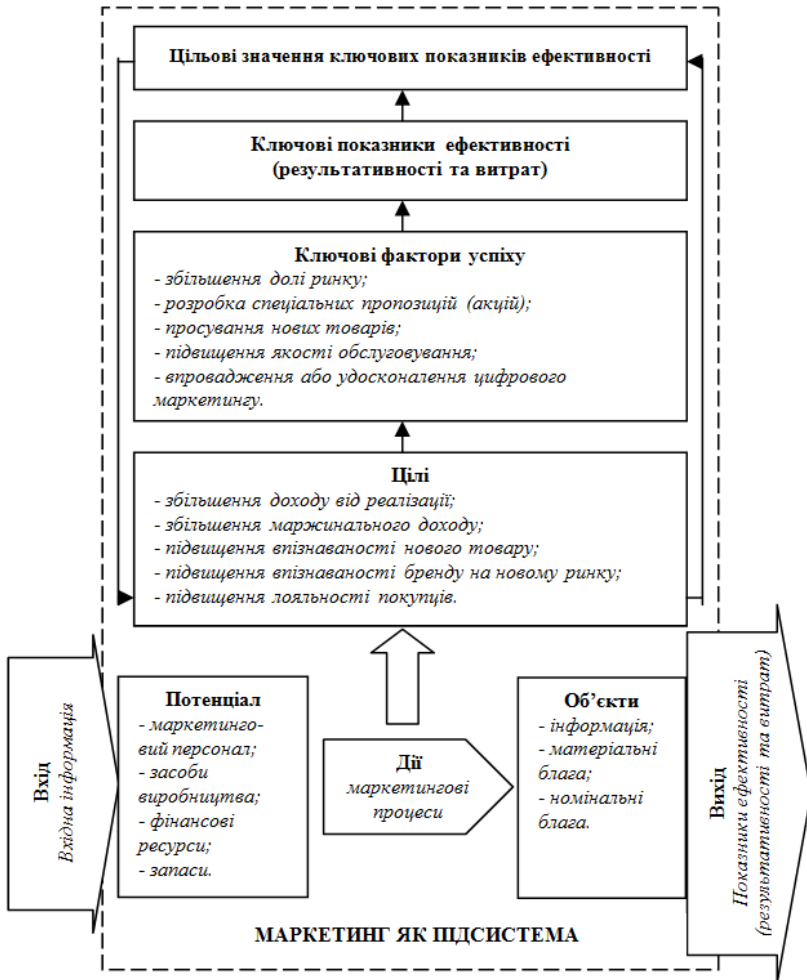 Цільові значення ключових показників ефективності
Ключові показники ефективності
(результативності та витрат)
Ключові фактори успіху
- збільшення долі ринку;
- розробка спеціальних пропозицій (акцій);
- просування нових товарів;
- підвищення якості обслуговування;
- впровадження або удосконалення цифрового
маркетингу.
Цілі
- збільшення доходу від реалізації;
- збільшення маржинального доходу;
- підвищення впізнаваності нового товару;
- підвищення впізнаваності бренду на новому ринку;
- підвищення лояльності покупців.
Вхід
Вхідна інформація
Потенціал
- маркетинго-
вий персонал;
- засоби
виробництва;
- фінансові
ресурси;
- запаси.
Дії
маркетингові
процеси
Об’єкти
- інформація;
- матеріальні
блага;
- номінальні
блага.
Вихід
Показники ефективності
(результативності та витрат)
МАРКЕТИНГ ЯК ПІДСИСТЕМА